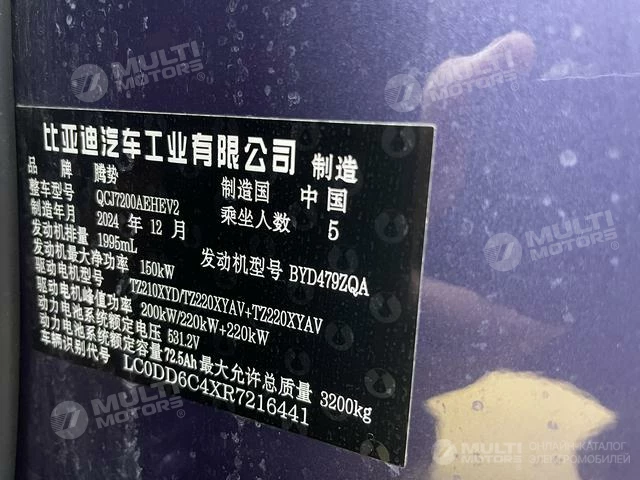 MULTI MOTORS®
MULTI MOTORS®
比亚迪汽车工业有限公司 制造
品 牌 腾势 制造国 中国
整车型号 QCJ7200AEHEV2 乘坐人数 5
制造年月 2024 年 12 月
发动机排量 1995mL 发动机型号 BYD479ZQA
发动机最大净功率 150kW
驱动电机型号 TZ210XYD/TZ220XYAV+TZ220XYAV
驱动电机峰值功率 200kW/220kW+220kW
动力电池系统额定电压 531.2V
动力电池系统额定容量 72.5Ah 最大允许总质量 3200kg
车辆识别代号 LC0DD6C4XR7216441
MULTI MOTORS®
MULTI MOTORS®
MULTI MOTORS® ОНЛАЙН-КАТАЛОГ ЭЛЕКТРОМОБИЛЕЙ